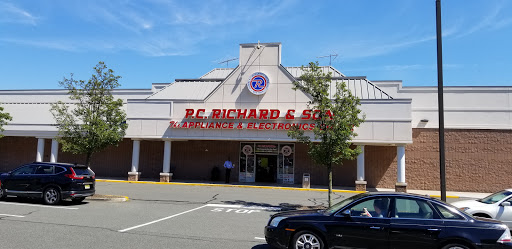 R
P.C. RICHARD & SON
APPLIANCE & ELECTRONICS
STOP